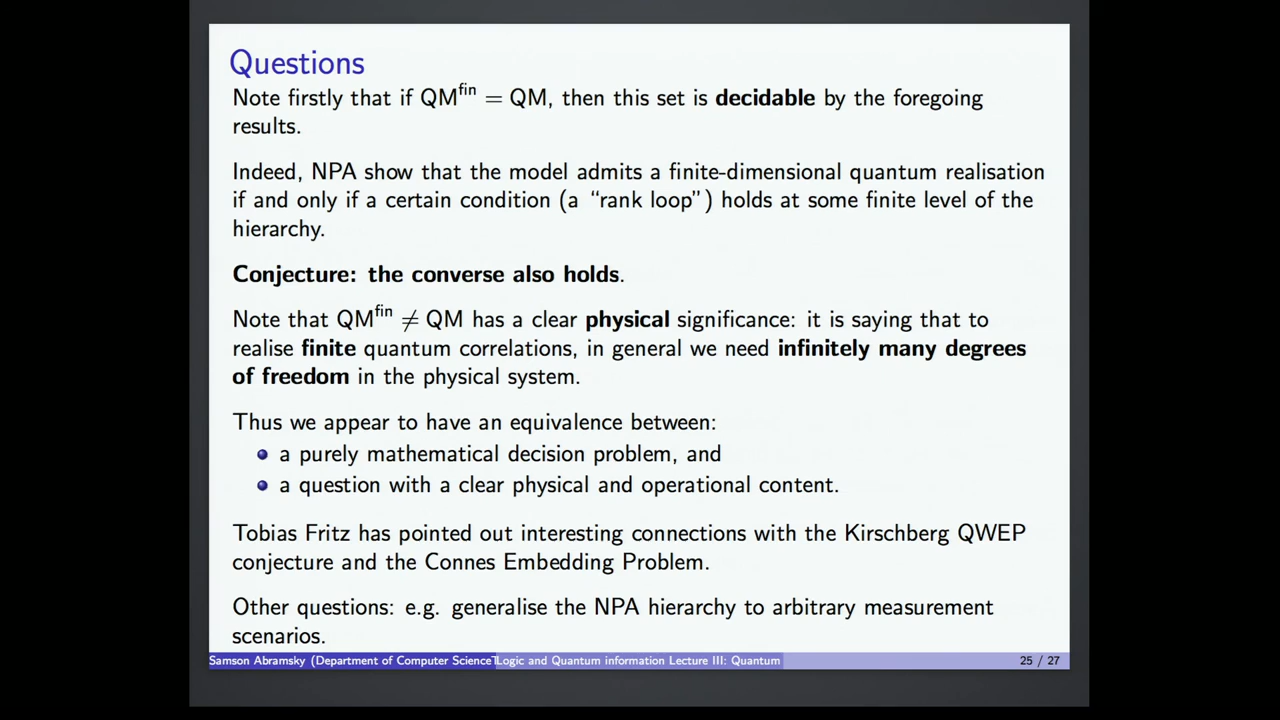 Questions
Note firstly that if QM^fin = QM, then this set is decidable by the foregoing
results.
Indeed, NPA show that the model admits a finite-dimensional quantum realisation
if and only if a certain condition (a “rank loop”) holds at some finite level of the
hierarchy.
Conjecture: the converse also holds.
Note that QM^fin ≠ QM has a clear physical significance: it is saying that to
realise finite quantum correlations, in general we need infinitely many degrees
of freedom in the physical system.
Thus we appear to have an equivalence between:
a purely mathematical decision problem, and
a question with a clear physical and operational content.
Tobias Fritz has pointed out interesting connections with the Kirschberg QWEP
conjecture and the Connes Embedding Problem.
Other questions: e.g. generalise the NPA hierarchy to arbitrary measurement
scenarios.
Samson Abramsky (Department of Computer Science Logic and Quantum information Lecture III: Quantum 25 / 27